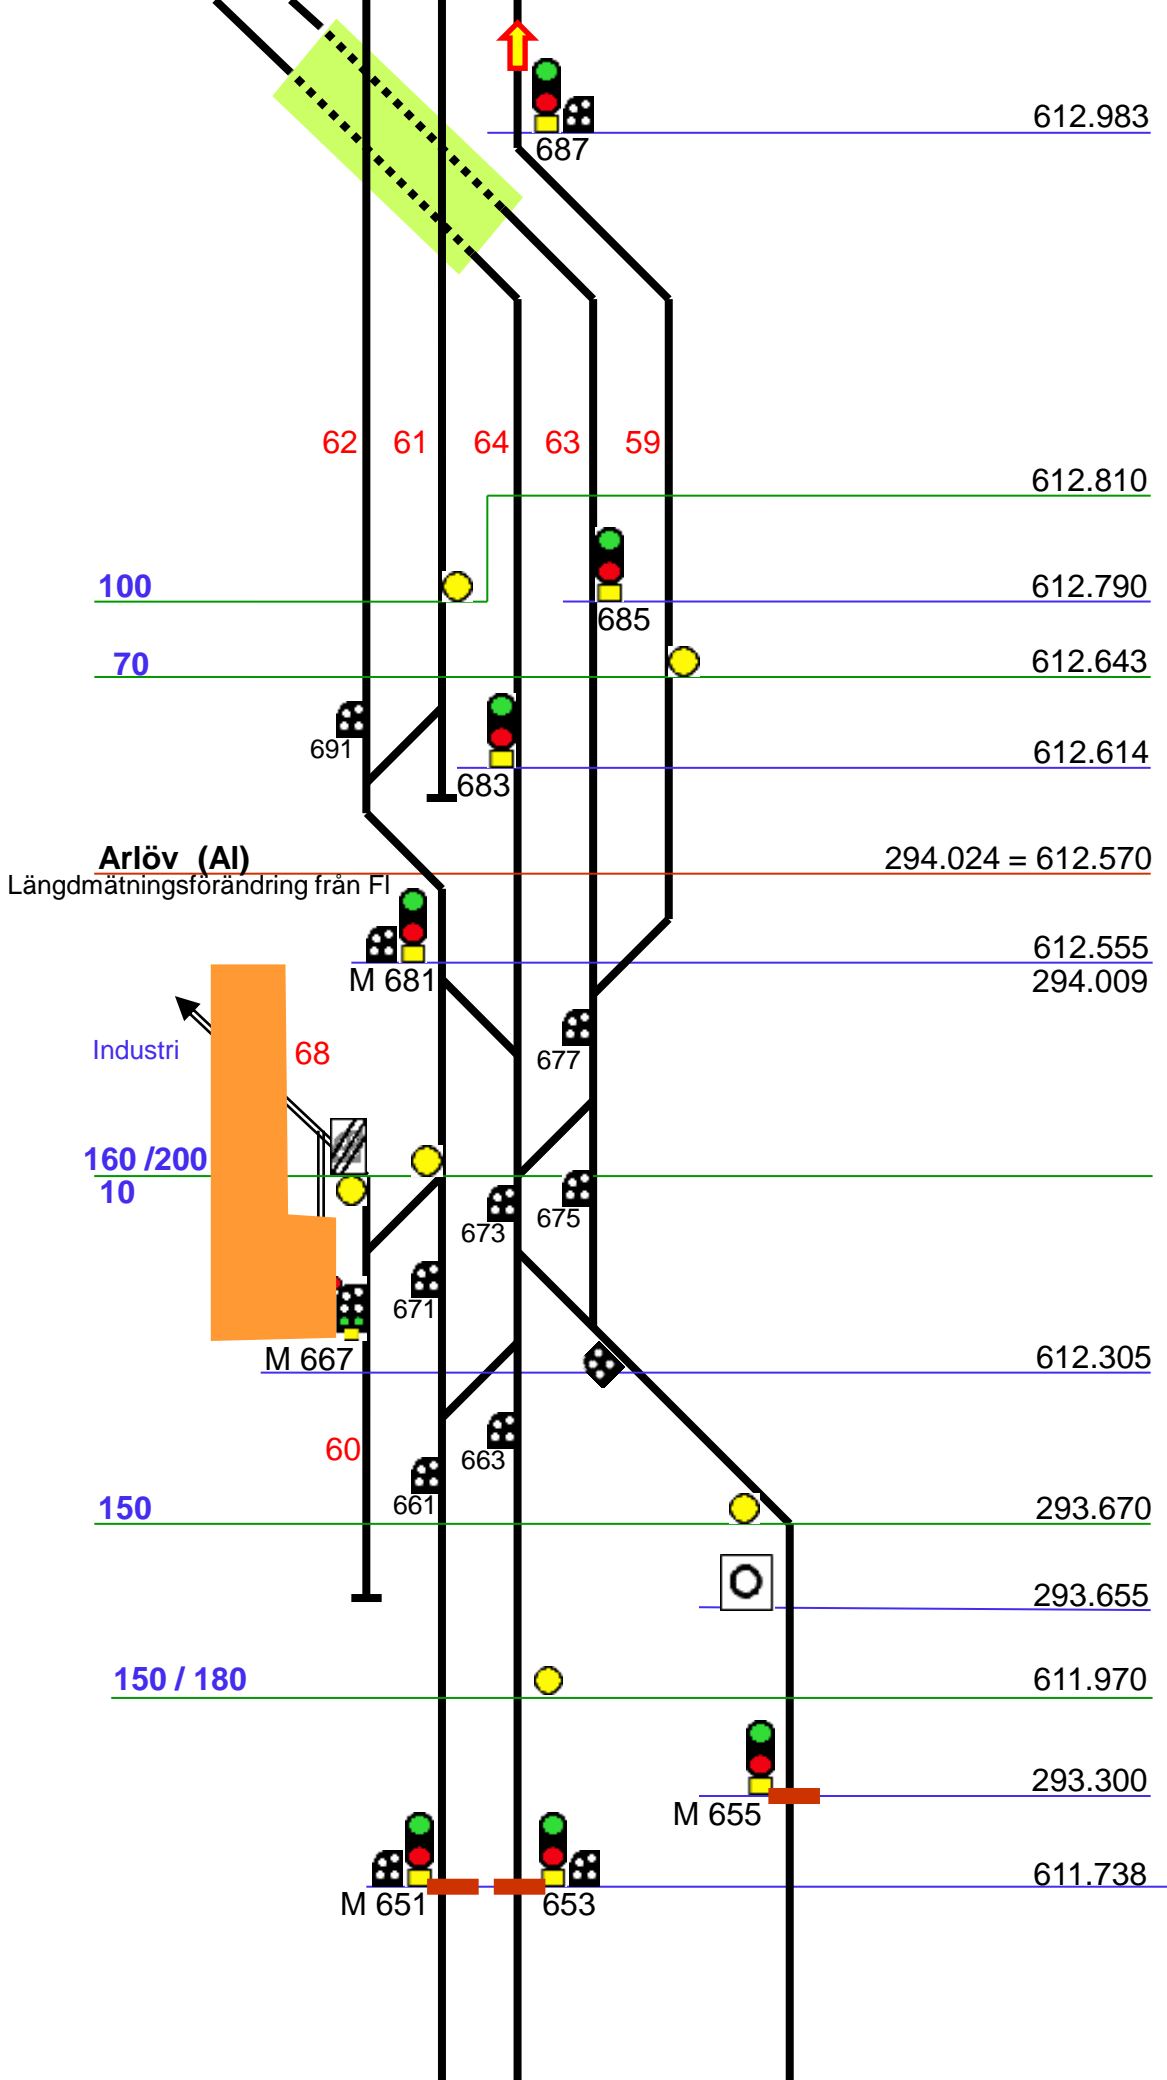 612.983
687
62 61 64 63 59
612.810
100
612.790
685
70
612.643
691
612.614
683
Arlöv (Al) 294.024 = 612.570
Längdmätningsförändring från Fl
612.555
M 681
294.009
Industri 68
677
160 /200
10
673 675
671
M 667
612.305
60
663
661
150 293.670
293.655
150 / 180 611.970
293.300
M 655
611.738
M 651 653